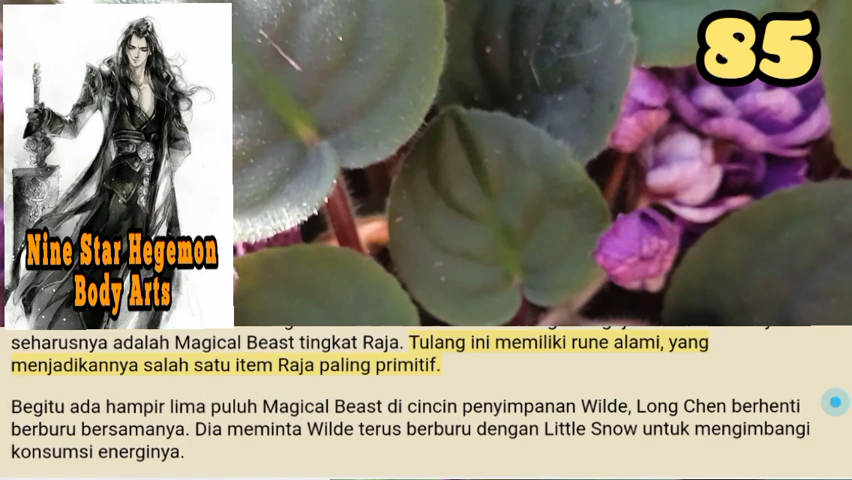 85
Nine Star Hegemon
Body Arts
seharusnya adalah Magical Beast tingkat Raja. Tulang ini memiliki rune alami, yang
menjadikannya salah satu item Raja paling primitif.
Begitu ada hampir lima puluh Magical Beast di cincin penyimpanan Wilde, Long Chen berhenti
berburu bersamanya. Dia meminta Wilde terus berburu dengan Little Snow untuk mengimbangi
konsumsi energinya.